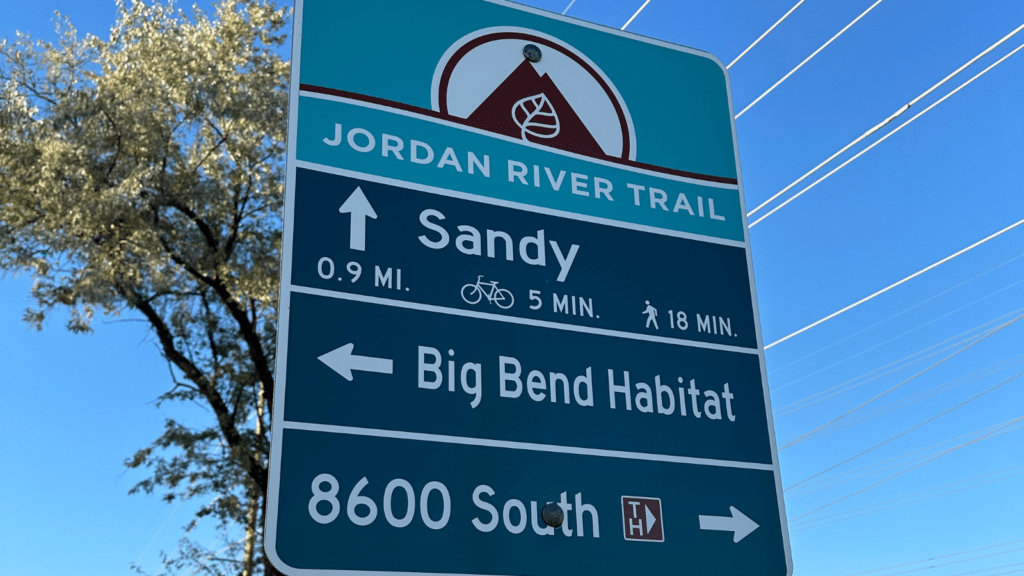 JORDAN RIVER TRAIL
Sandy
0.9 MI. 5 MIN. 18 MIN.
Big Bend Habitat
8600 South TH